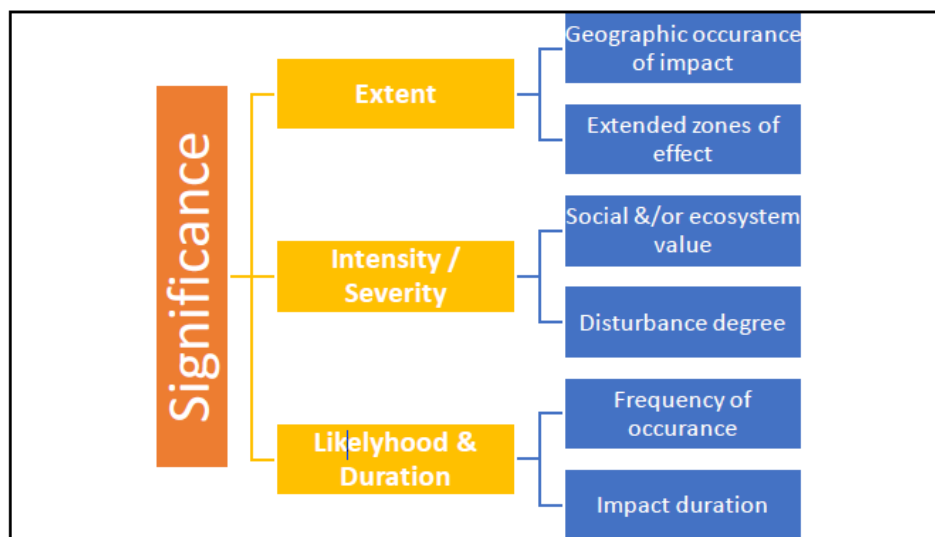 Significance
Extent
Geographic occurance
of impact
Extended zones of
effect
Intensity /
Severity
Social &/or ecosystem
value
Disturbance degree
Likelyhood &
Duration
Frequency of
occurance
Impact duration